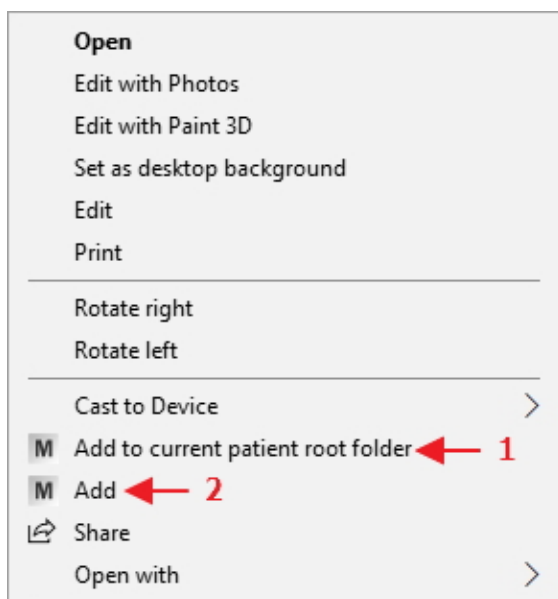 Open
Edit with Photos
Edit with Paint 3D
Set as desktop background
Edit
Print
Rotate right
Rotate left
Cast to Device
M Add to current patient root folder 1
M Add 2
Share
Open with